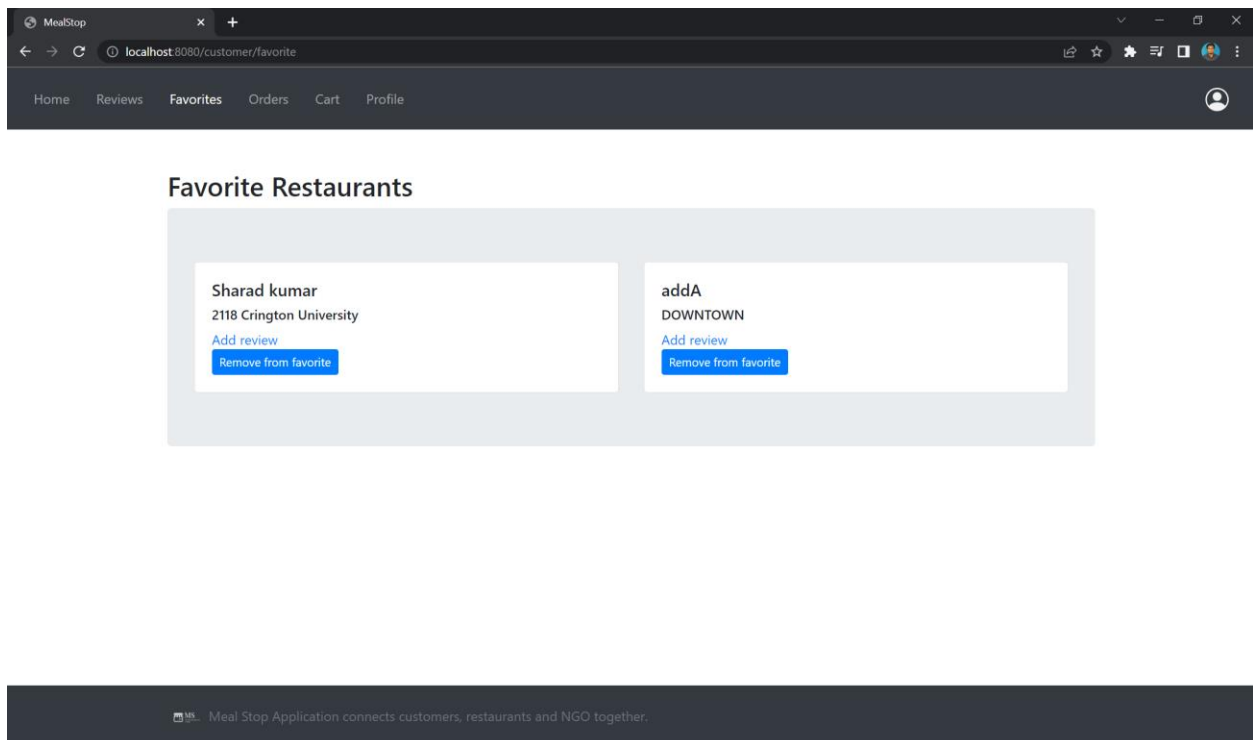 MealStop
localhost:8080/customer/favorite
Home Reviews Favorites Orders Cart Profile
Favorite Restaurants
Sharad kumar
2118 Crington University
Add review
Remove from favorite
addA
DOWNTOWN
Add review
Remove from favorite
MS Meal Stop Application connects customers, restaurants and NGO together.